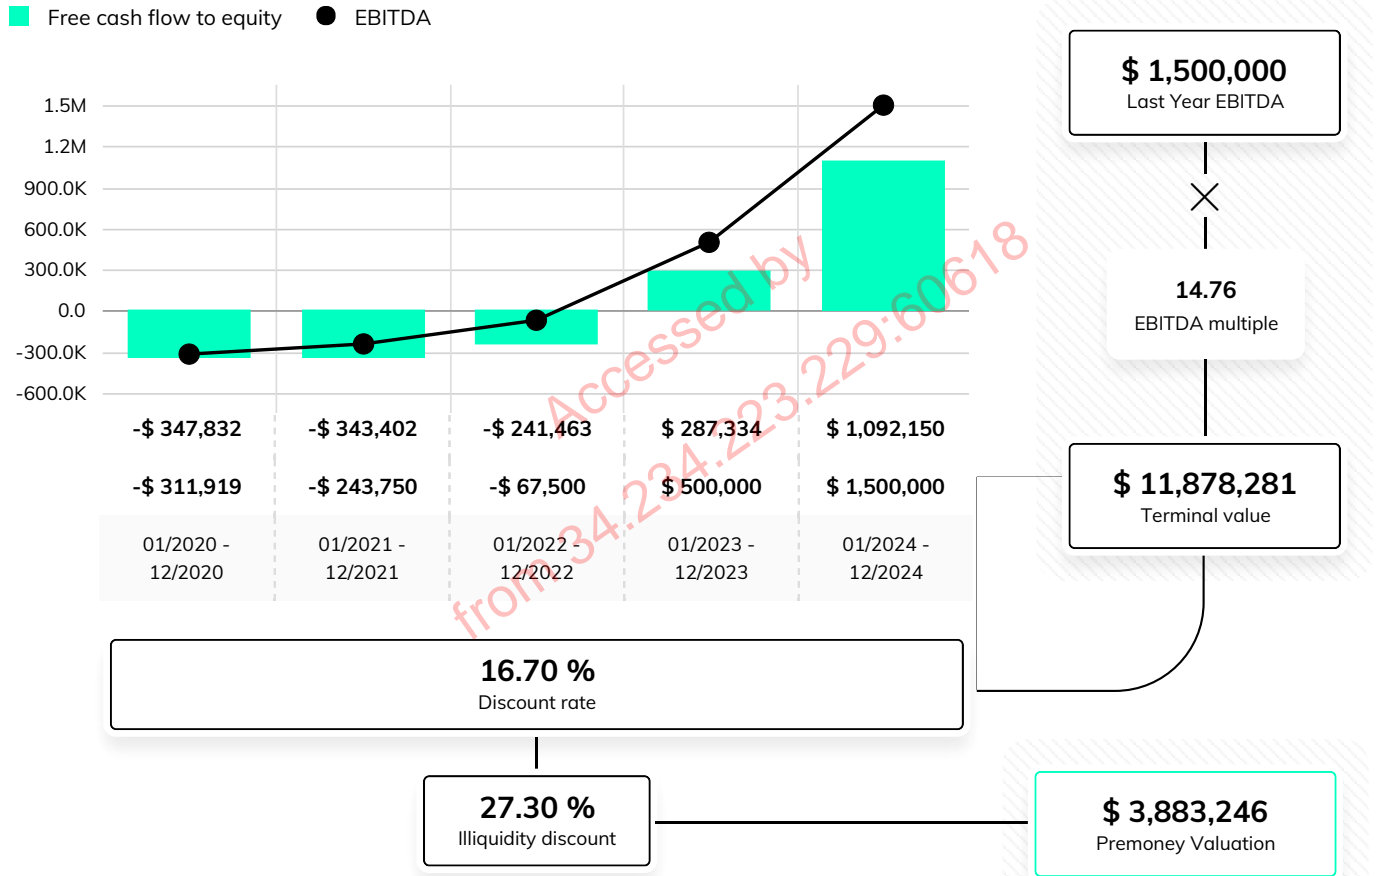 Free cash flow to equity
EBITDA
1.5M
1.2M
900.0K
600.0K
300.0K
0.0
-300.0K
-600.0K
-$ 347,832
-$ 343,402
-$ 241,463
$ 287,334
$ 1,092,150
-$ 311,919
-$ 243,750
-$ 67,500
$ 500,000
$ 1,500,000
01/2020 -
12/2020
01/2021 -
12/2021
01/2022 -
12/2022
01/2023 -
12/2023
01/2024 -
12/2024
16.70 %
Discount rate
27.30 %
Illiquidity discount
$ 1,500,000
Last Year EBITDA
14.76
EBITDA multiple
$ 11,878,281
Terminal value
$ 3,883,246
Premoney Valuation
Accessed by
from 34.234.223.229:60618